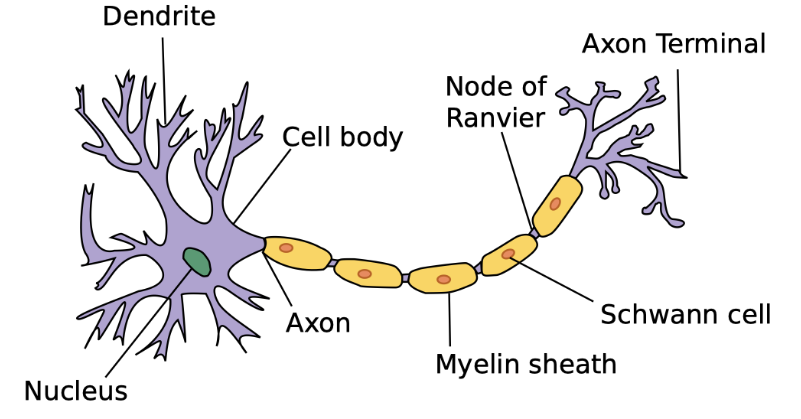 Dendrite
Axon Terminal
Node of
Ranvier
Cell body
Axon
Schwann cell
Myelin sheath
Nucleus